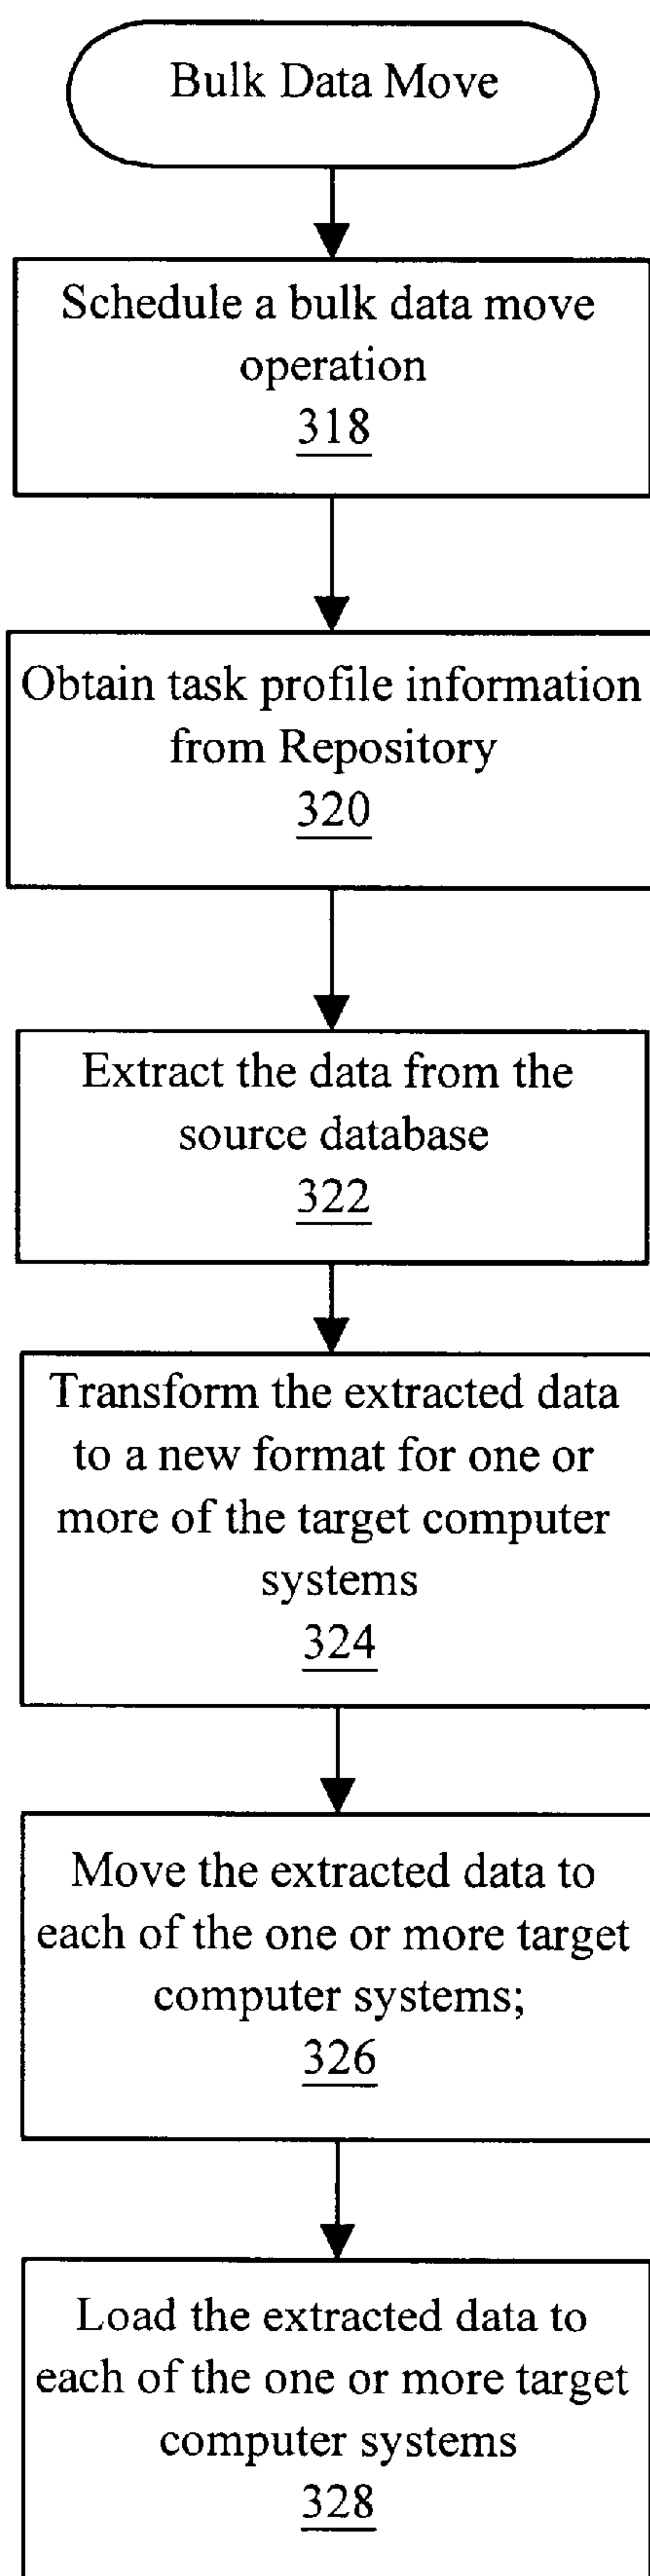 Bulk Data Move
Schedule a bulk data move
operation
318
Obtain task profile information
from Repository
320
Extract the data from the
source database
322
Transform the extracted data
to a new format for one or
more of the target computer
systems
324
Move the extracted data to
each of the one or more target
computer systems;
326
Load the extracted data to
each of the one or more target
computer systems
328